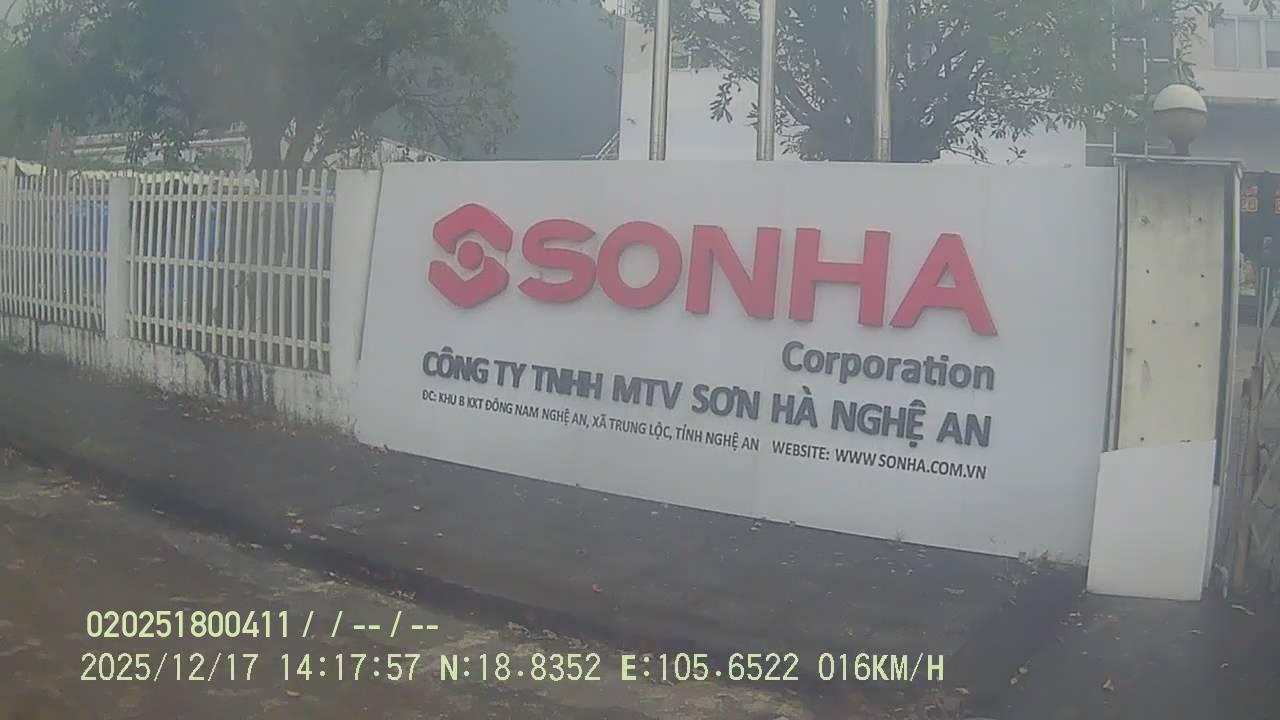 SONHA
Corporation
CÔNG TY TNHH MTV SƠN HÀ NGHỆ AN
ĐC: KHU B KKT ĐÔNG NAM NGHỆ AN, XÃ TRUNG LỘC, TỈNH NGHỆ AN WEBSITE: WWW.SONHA.COM.VN
020251800411 / / -- / --
2025/12/17 14:17:57 N:18.8352 E:105.6522 016KM/H